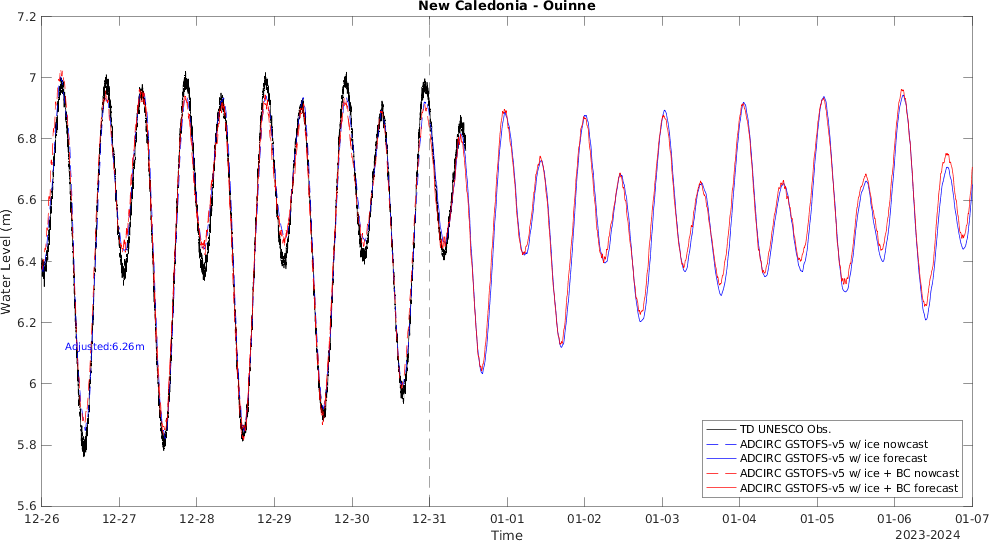 New Caledonia - Ouinne
7.2
7
6.8
6.6
6.4
6.2
6
5.8
5.6
Water Level (m)
Adjusted:6.26m
TD UNESCO Obs.
ADCIRC GSTOFS-v5 w/ ice nowcast
ADCIRC GSTOFS-v5 w/ ice forecast
ADCIRC GSTOFS-v5 w/ ice + BC nowcast
ADCIRC GSTOFS-v5 w/ ice + BC forecast
12-26 12-27 12-28 12-29 12-30 12-31 01-01 01-02 01-03 01-04 01-05 01-06 01-07
Time
2023-2024